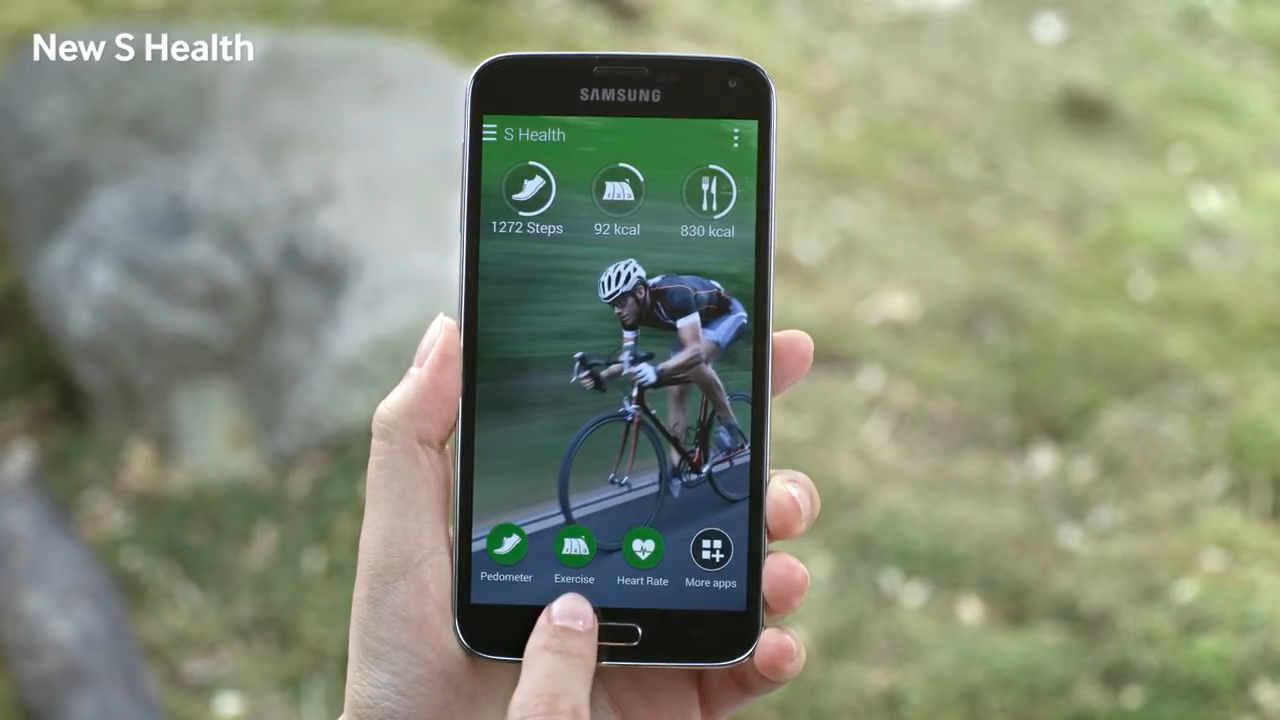 New S Health
SAMSUNG
S Health
1272 Steps 92 kcal 830 kcal
Pedometer Exercise Heart Rate More apps